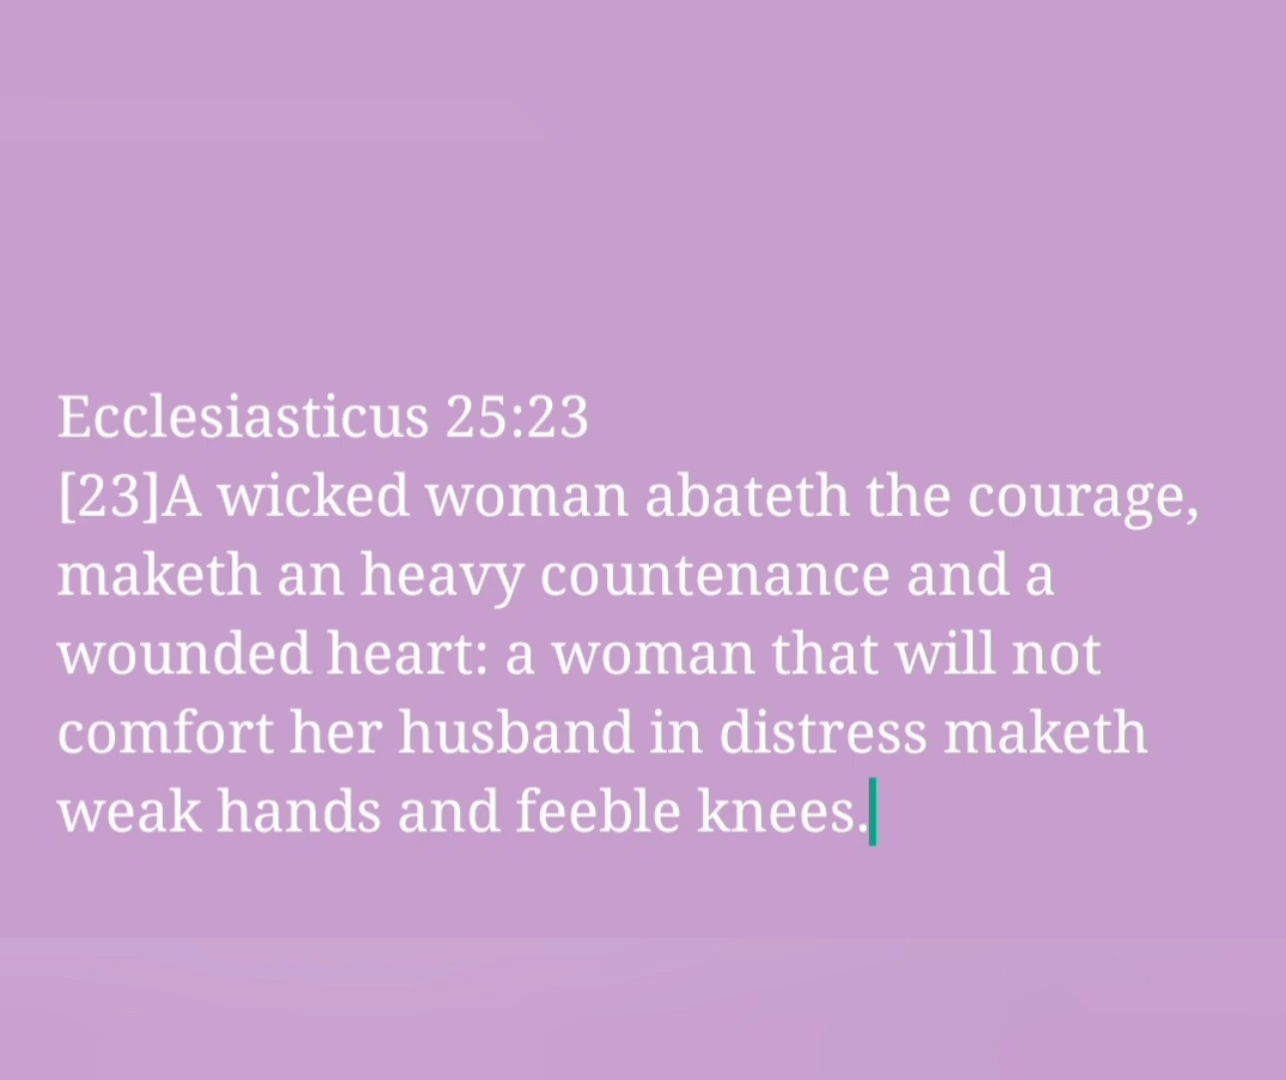 Ecclesiasticus 25:23
[23]A wicked woman abateth the courage,
maketh an heavy countenance and a
wounded heart: a woman that will not
comfort her husband in distress maketh
weak hands and feeble knees.